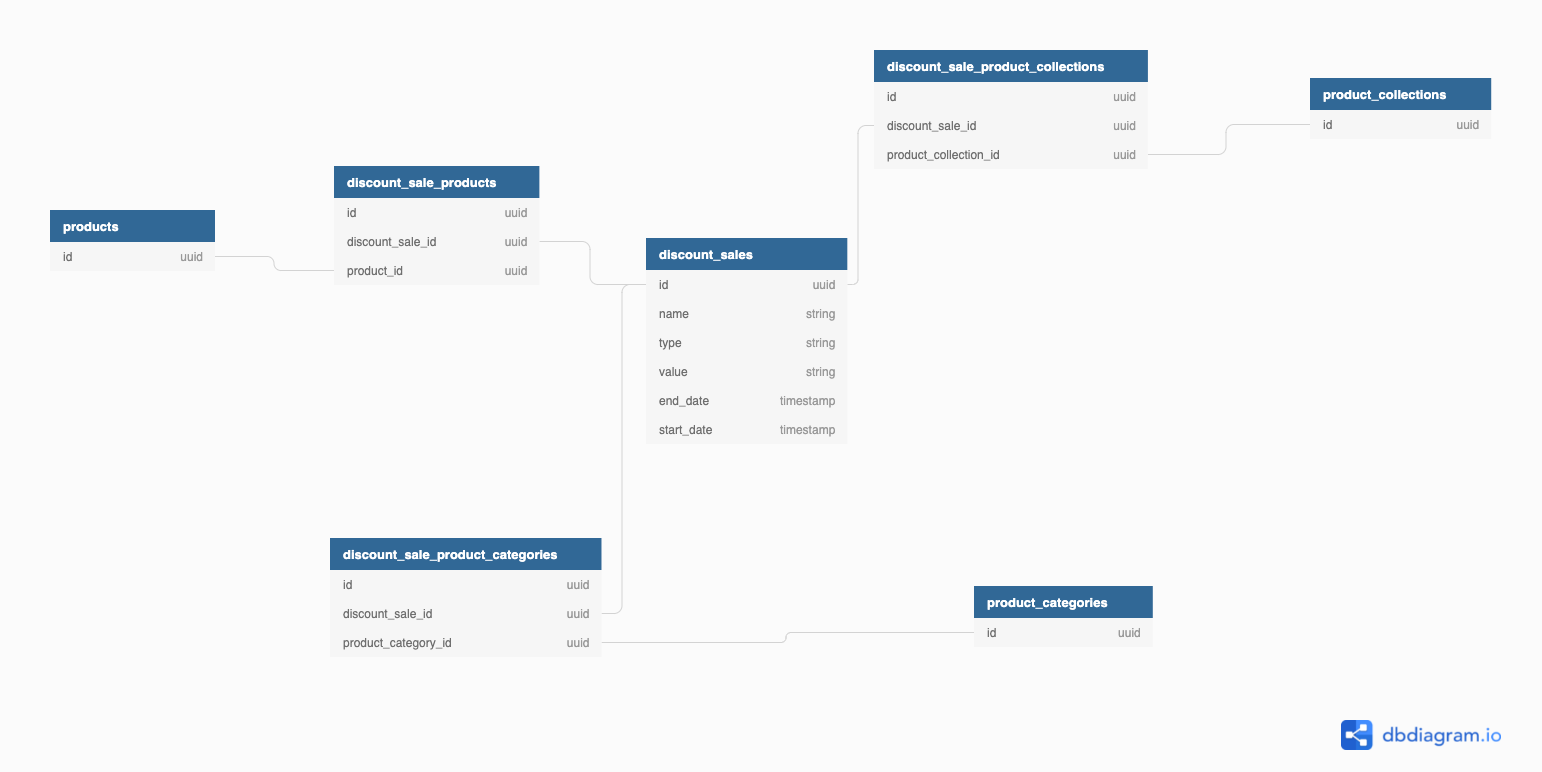 discount_sale_product_collections
id uuid
discount_sale_id uuid
product_collection_id uuid
product_collections
id uuid
discount_sale_products
id uuid
discount_sale_id uuid
product_id uuid
products
id uuid
discount_sales
id uuid
name string
type string
value string
end_date timestamp
start_date timestamp
discount_sale_product_categories
id uuid
discount_sale_id uuid
product_category_id uuid
product_categories
id uuid
dbdiagram.io